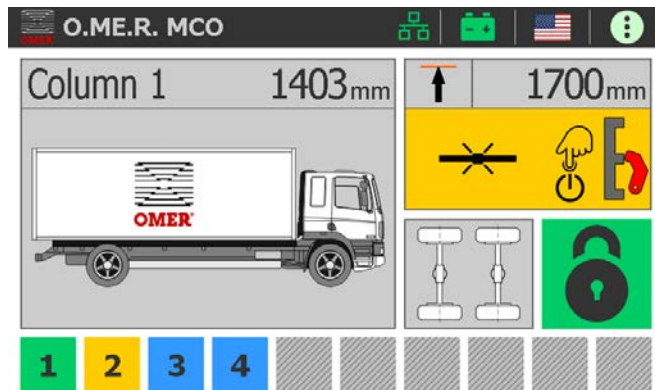 OMER
O.ME.R. MCO
Column 1 1403mm
1700mm
OMER
1 2 3 4